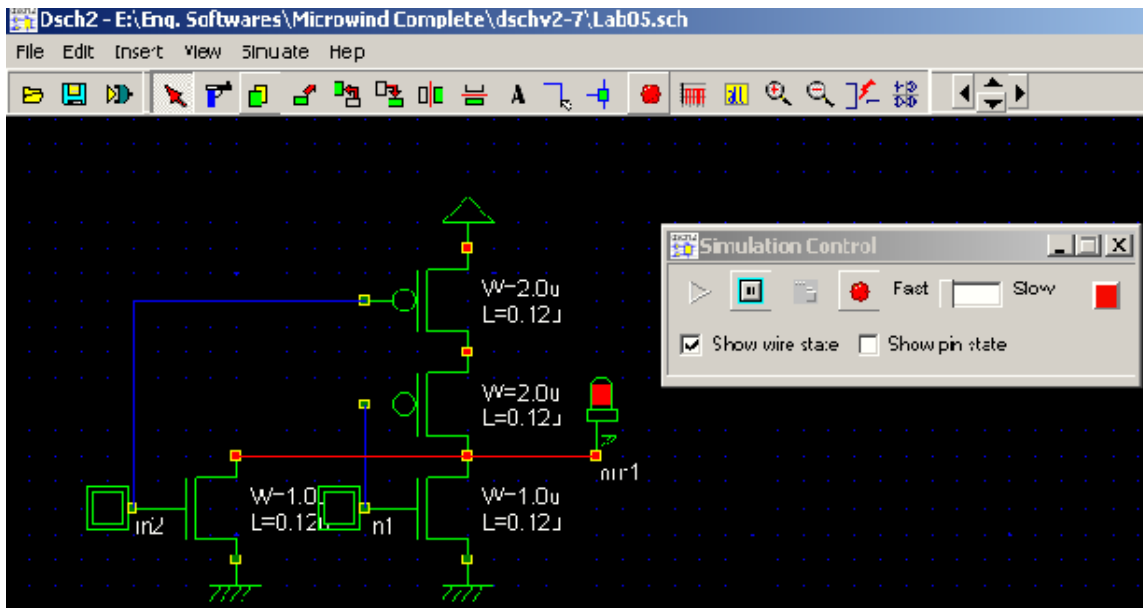 Dsch2 - E:\Eng. Softwares\Microwind Complete\dschv2-7\Lab05.sch
File Edit Insert View Simulate Help
A
Simulation Control
Fast Slow
Show wire state Show pin state
W=2.0u
L=0.12u
W=2.0u
L=0.12u
in2
W=1.0
L=0.12u
in1
W=1.0u
L=0.12u